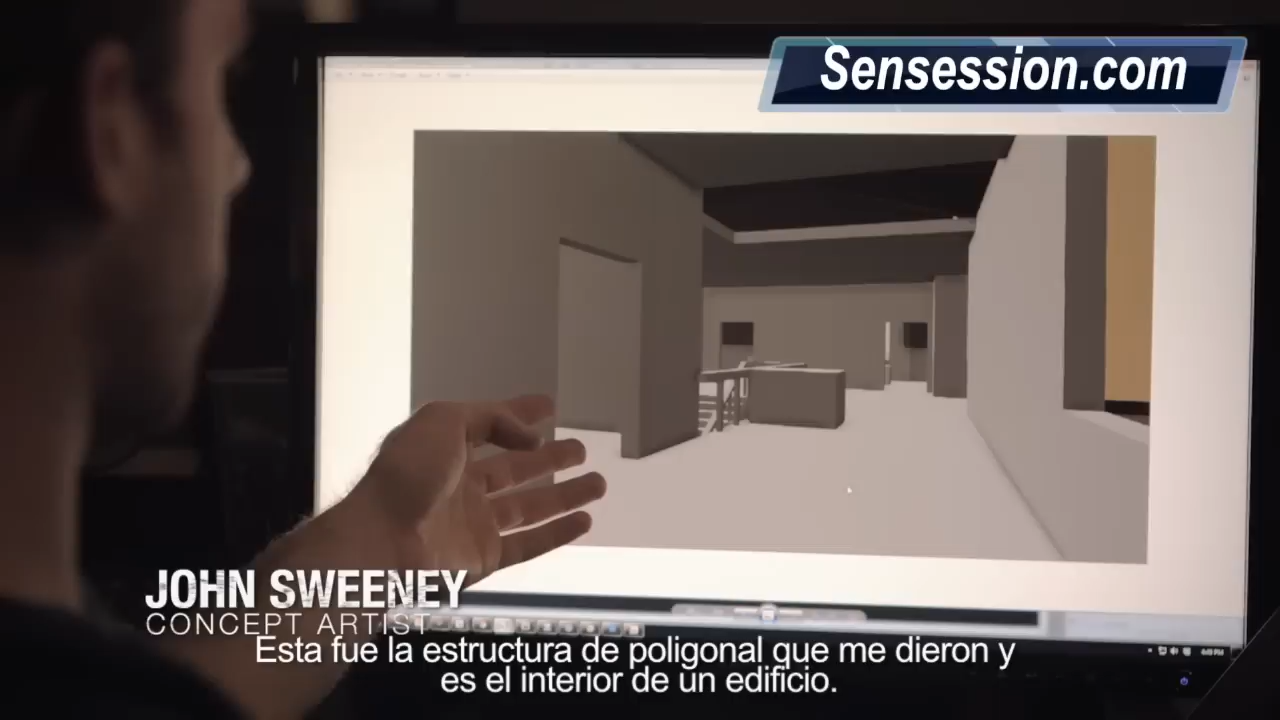 Sensession.com
JOHN SWEENEY
CONCEPT ARTIST
Esta fue la estructura de poligonal que me dieron y
es el interior de un edificio.